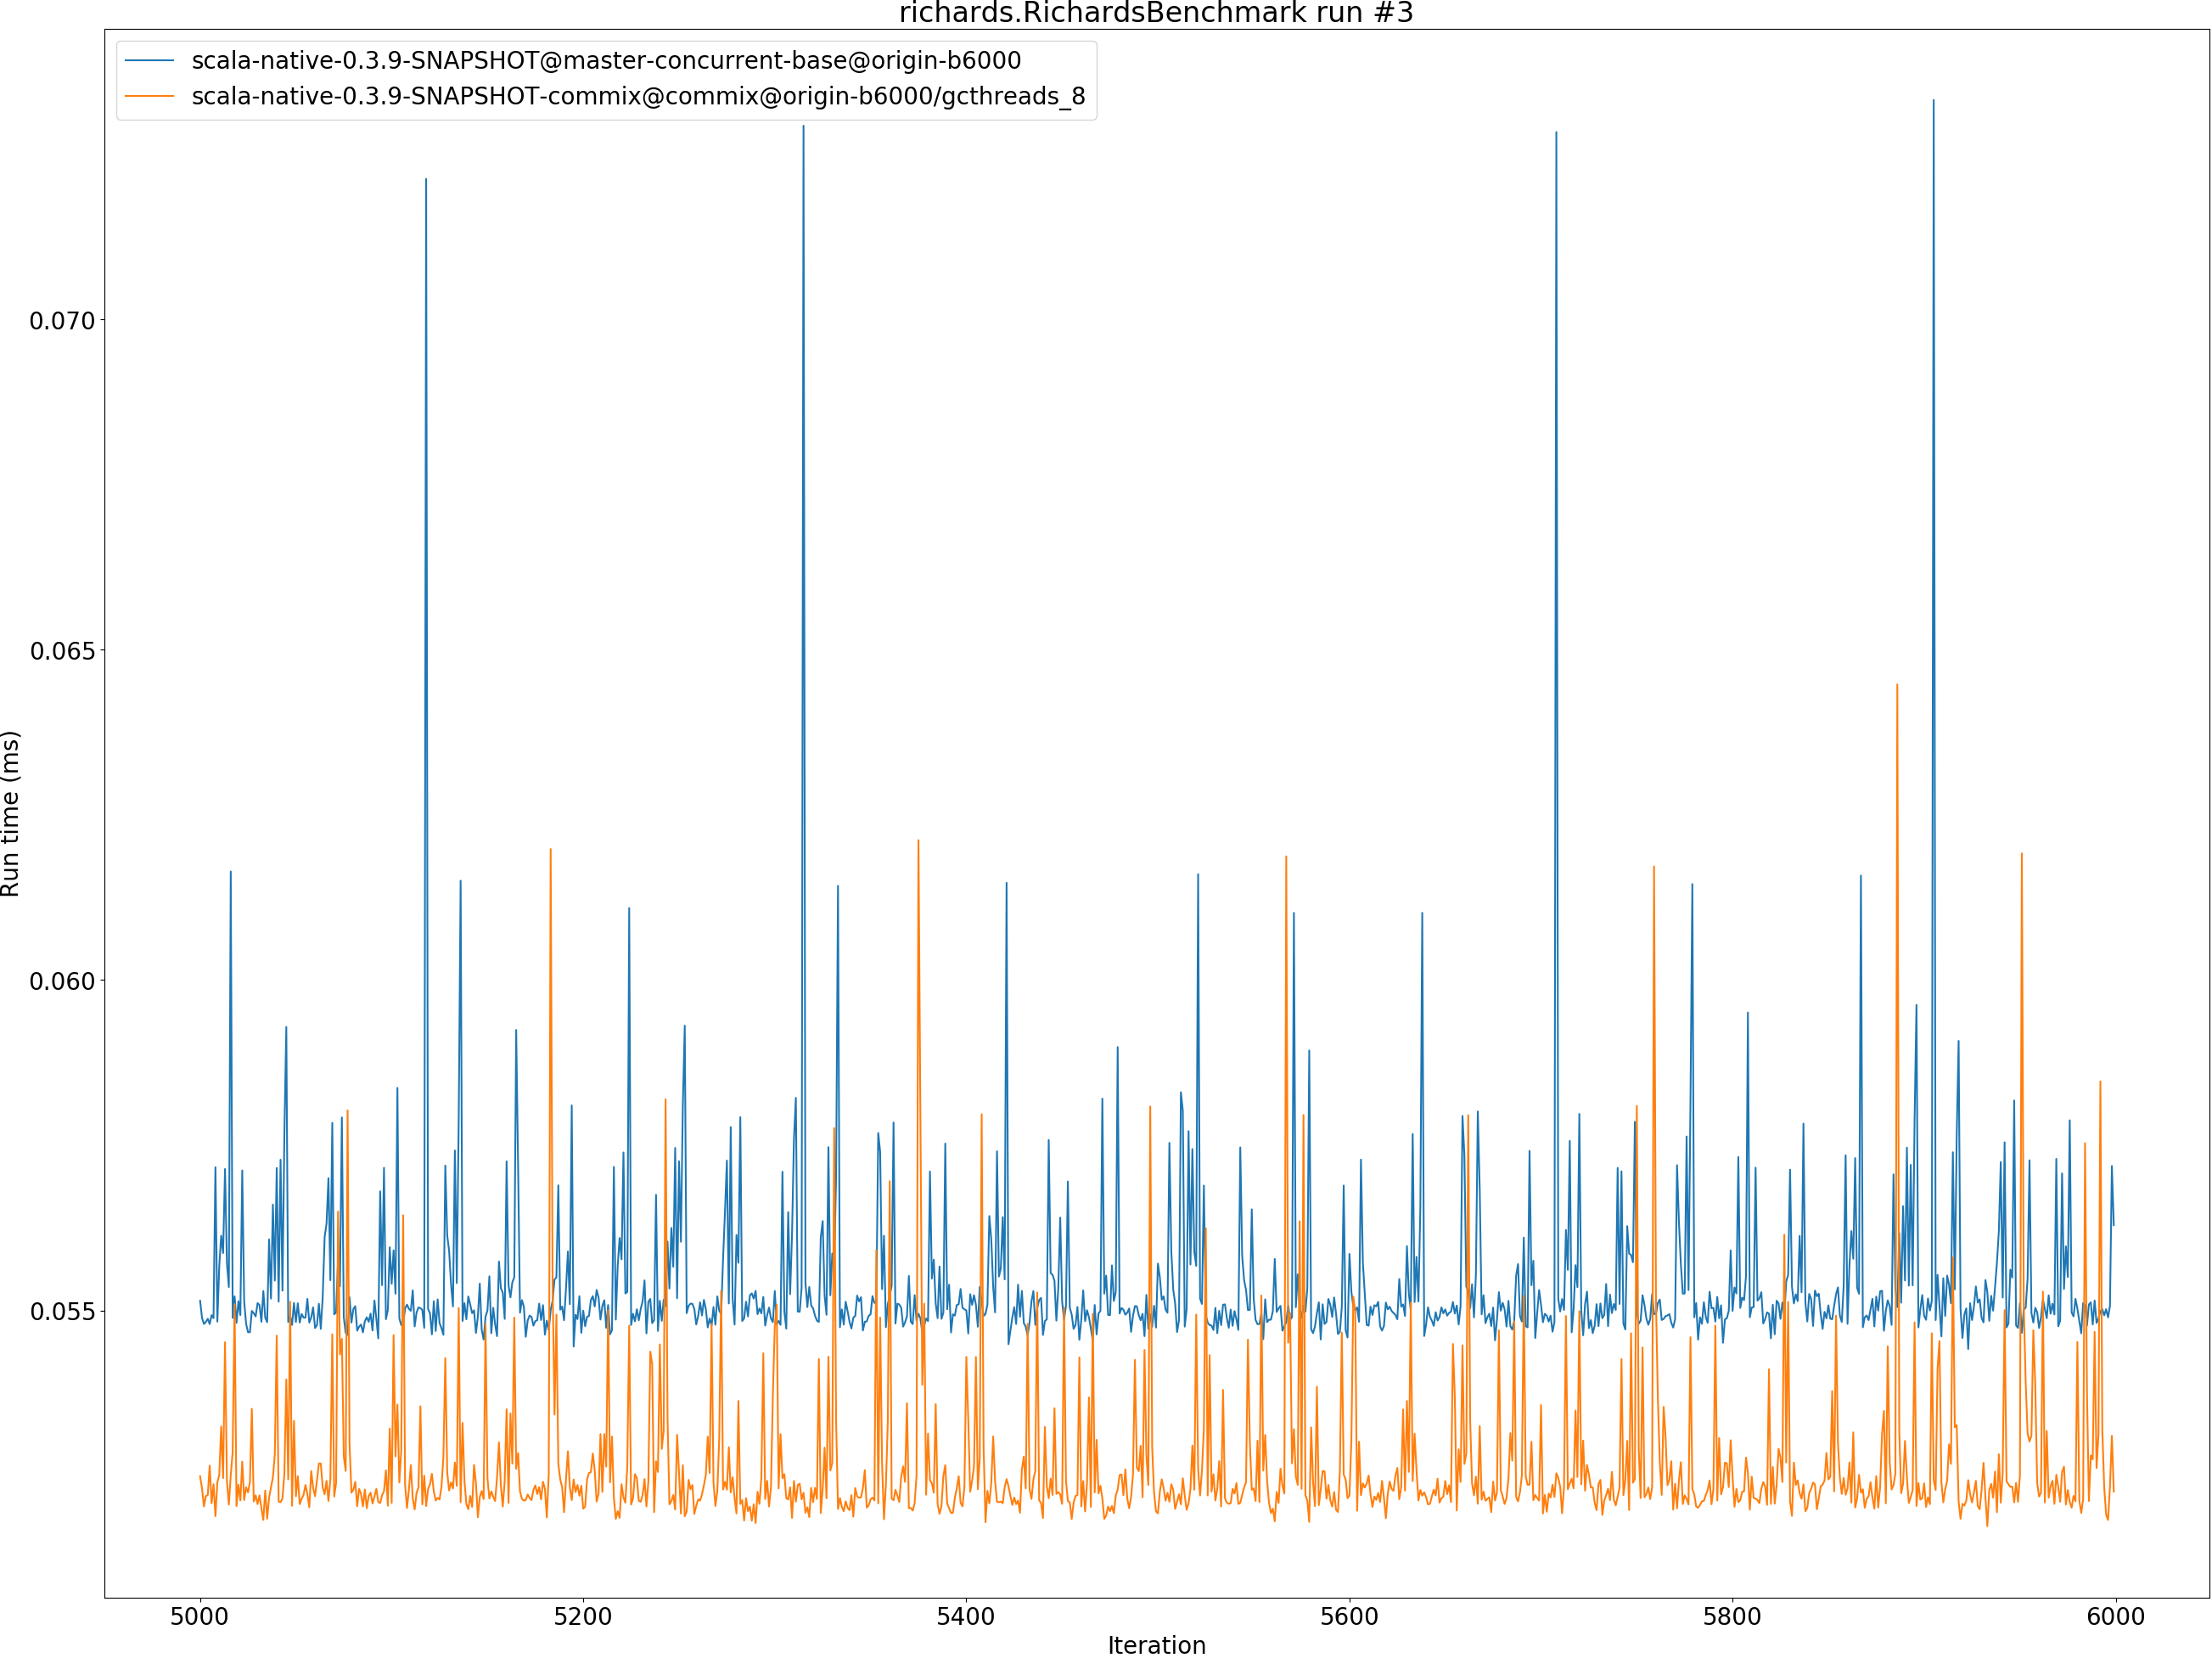 richards.RichardsBenchmark run #3
scala-native-0.3.9-SNAPSHOT@master-concurrent-base@origin-b6000
scala-native-0.3.9-SNAPSHOT-commix@commix@origin-b6000/gcthreads_8
0.070
0.065
0.060
0.055
Run time (ms)
5000 5200 5400 5600 5800 6000
Iteration